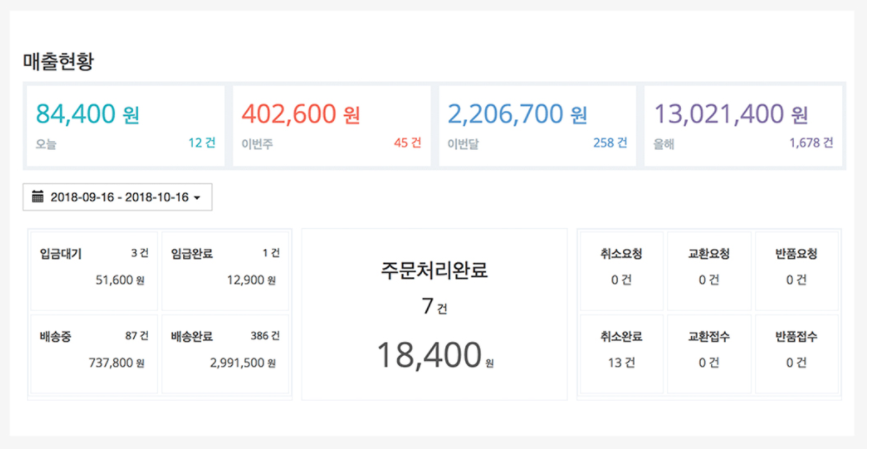 매출현황
84,400 원
오늘 12 건
402,600 원
이번주 45 건
2,206,700 원
이번달 258 건
13,021,400 원
올해 1,678 건
2018-09-16 - 2018-10-16
입금대기 3 건
51,600 원
임급완료 1 건
12,900 원
배송중 87 건
737,800 원
배송완료 386 건
2,991,500 원
주문처리완료
7 건
18,400 원
취소요청
0 건
교환요청
0 건
반품요청
0 건
취소완료
13 건
교환접수
0 건
반품접수
0 건